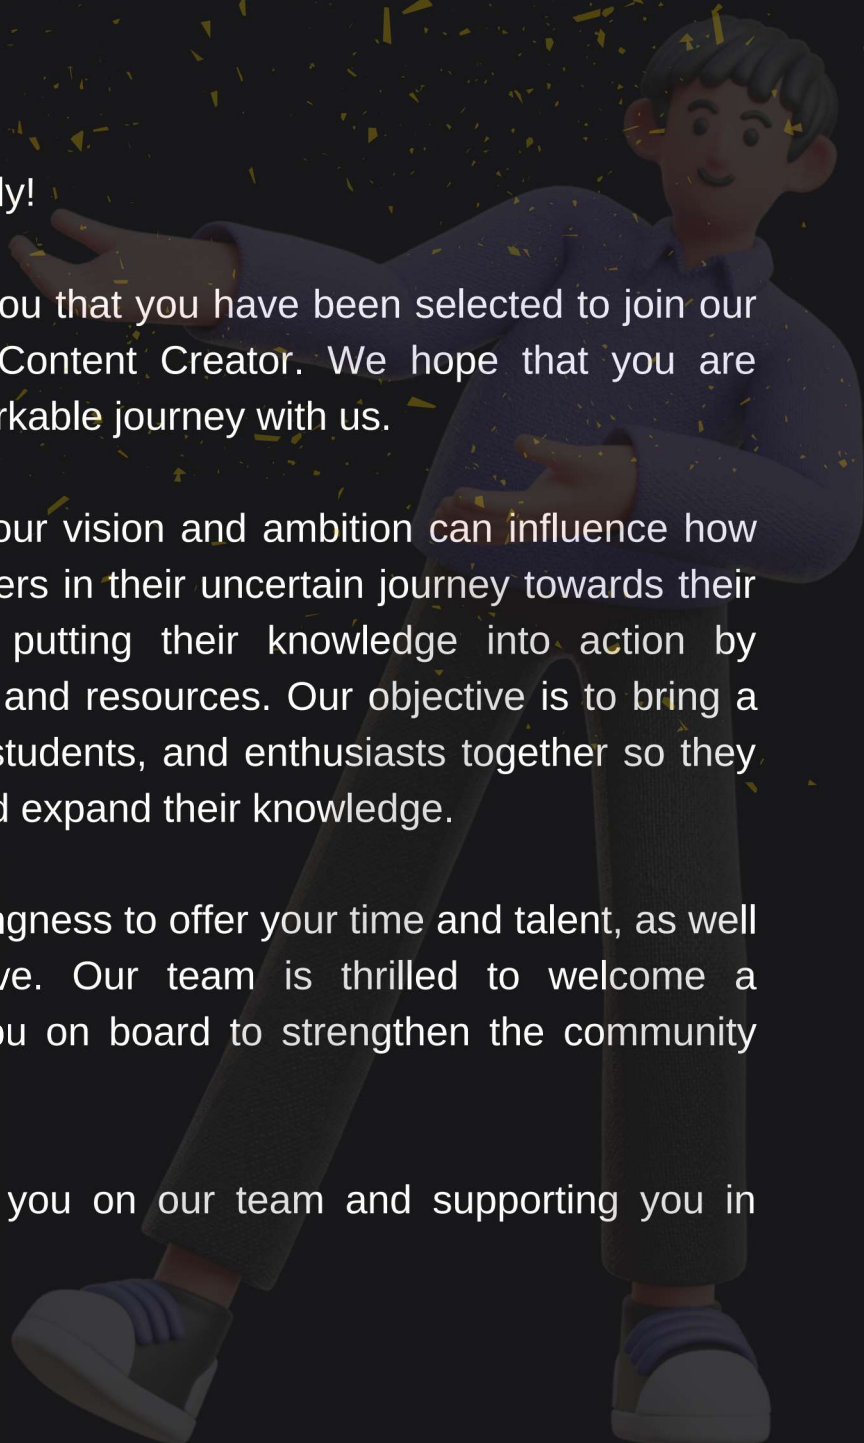 ly!
ou that you have been selected to join our
Content Creator. We hope that you are
rkable journey with us.
our vision and ambition can influence how
ers in their uncertain journey towards their
putting their knowledge into action by
and resources. Our objective is to bring a
students, and enthusiasts together so they
d expand their knowledge.
ngness to offer your time and talent, as well
ve. Our team is thrilled to welcome a
ou on board to strengthen the community
you on our team and supporting you in